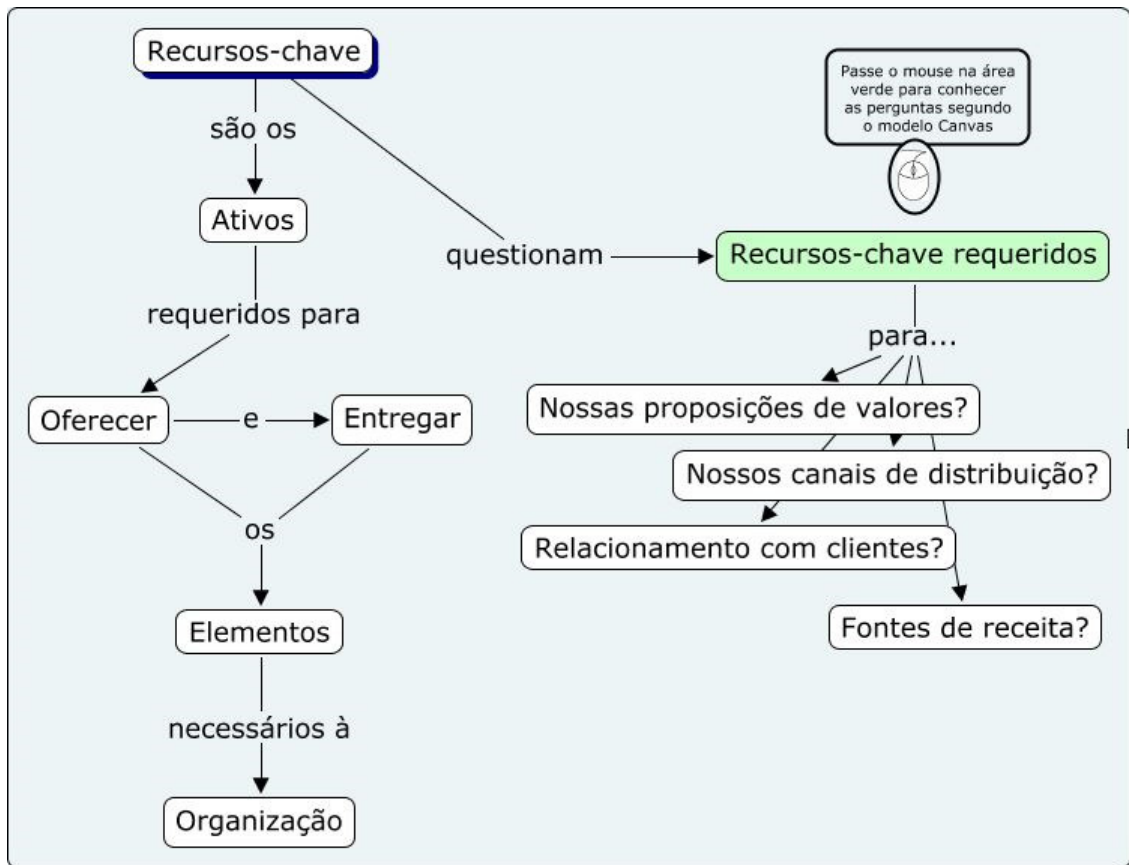 Recursos-chave
Passe o mouse na área
verde para conhecer
as perguntas segundo
o modelo Canvas
são os
Ativos
questionam
Recursos-chave requeridos
requeridos para
para...
Oferecer
e
Entregar
Nossas proposições de valores?
Nossos canais de distribuição?
os
Relacionamento com clientes?
Elementos
Fontes de receita?
necessários à
Organização